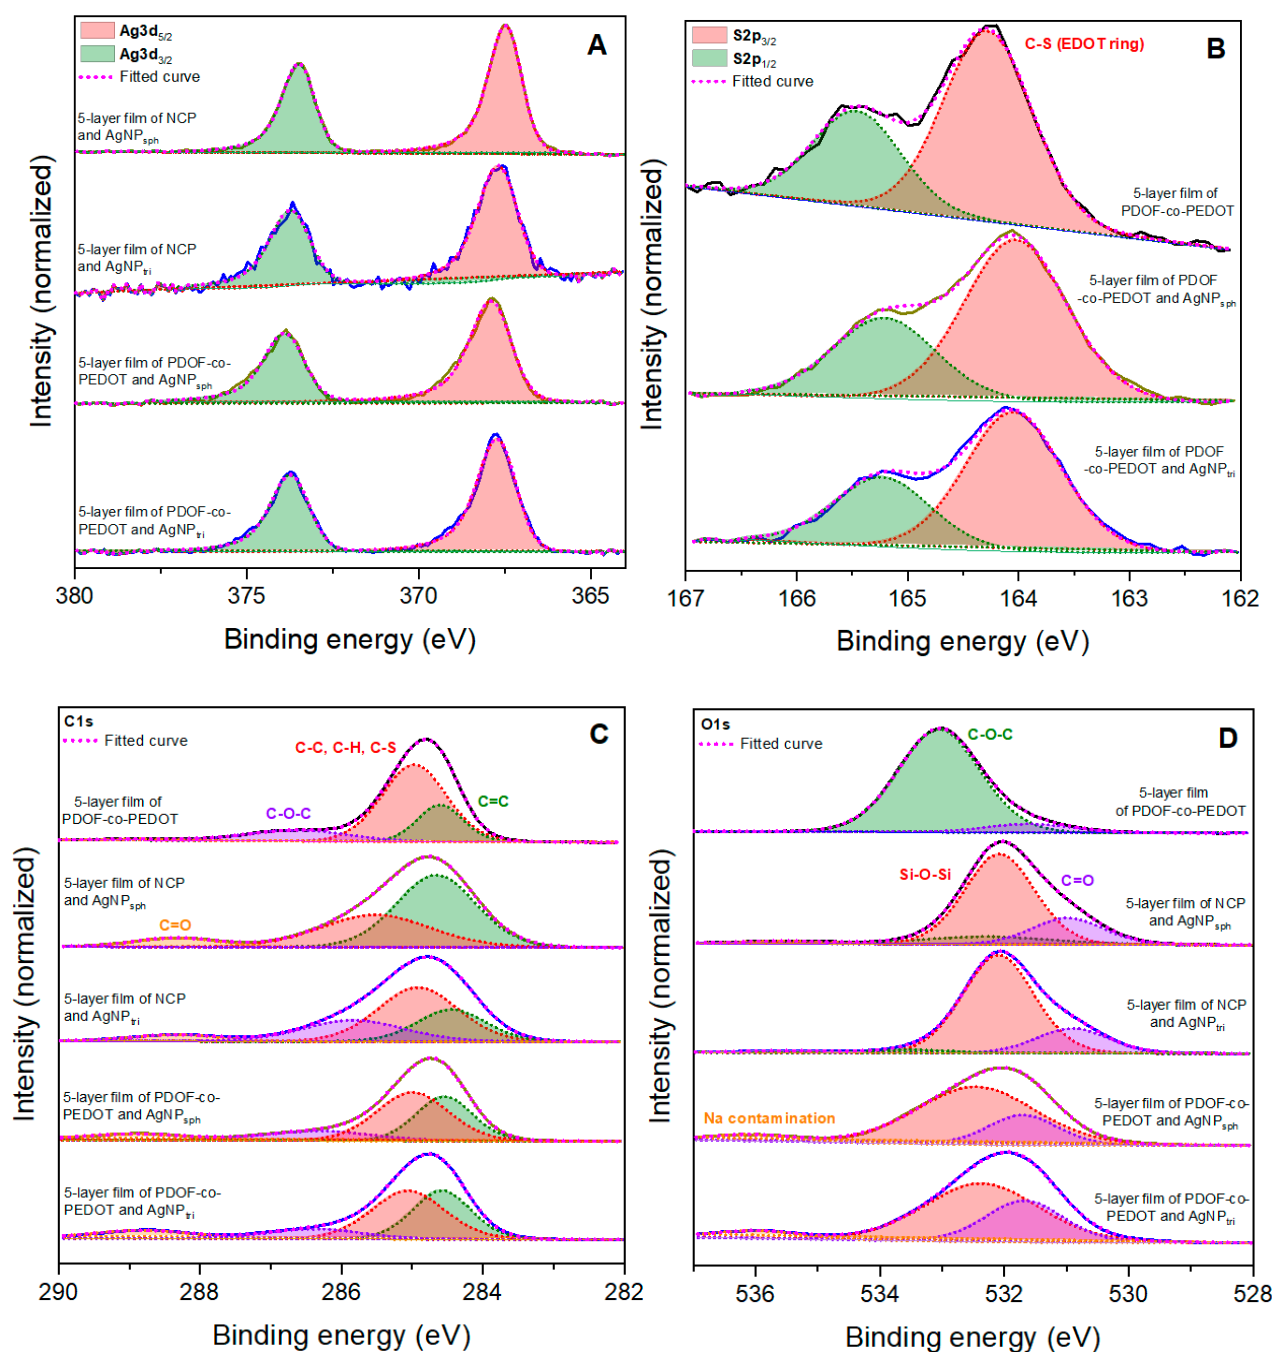 A
Ag3d5/2
Ag3d3/2
Fitted curve
5-layer film of NCP
and AgNPsph
5-layer film of NCP
and AgNPtri
5-layer film of PDOF-co-
PEDOT and AgNPsph
5-layer film of PDOF-co-
PEDOT and AgNPtri
Intensity (normalized)
380
375
370
365
Binding energy (eV)
B
S2p3/2
S2p1/2
Fitted curve
C-S (EDOT ring)
5-layer film of
PDOF-co-PEDOT
5-layer film of PDOF
-co-PEDOT and AgNPsph
5-layer film of PDOF
-co-PEDOT and AgNPtri
Intensity (normalized)
167
166
165
164
163
162
Binding energy (eV)
C
C1s
Fitted curve
C-C, C-H, C-S
C=C
C-O-C
5-layer film of
PDOF-co-PEDOT
5-layer film of NCP
and AgNPsph
C=O
5-layer film of NCP
and AgNPtri
5-layer film of PDOF-co-
PEDOT and AgNPsph
5-layer film of PDOF-co-
PEDOT and AgNPtri
Intensity (normalized)
290
288
286
284
282
Binding energy (eV)
D
O1s
Fitted curve
C-O-C
5-layer film
of PDOF-co-PEDOT
Si-O-Si
C=O
5-layer film of NCP
and AgNPsph
5-layer film of NCP
and AgNPtri
Na contamination
5-layer film of PDOF-co-
PEDOT and AgNPsph
5-layer film of PDOF-co-
PEDOT and AgNPtri
Intensity (normalized)
536
534
532
530
528
Binding energy (eV)